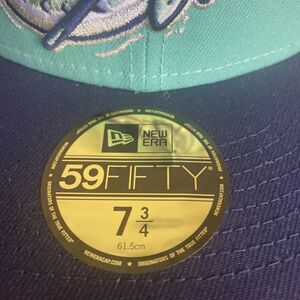 NEW ERA
59FIFTY
7 3/4
61.5cm
NEWERACAP.COM
ORIGINATORS OF THE TRUE FITTED